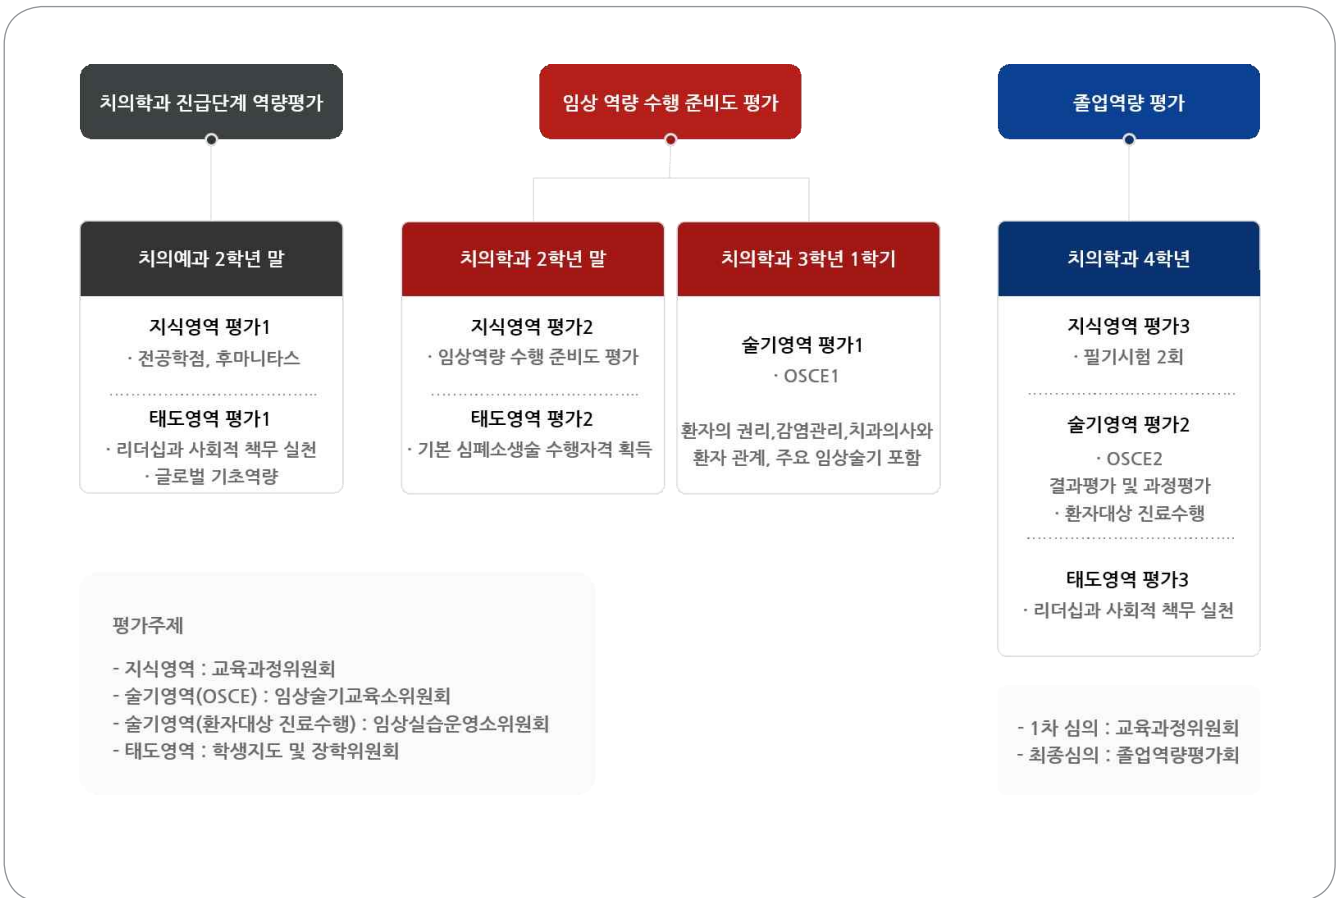 치의학과 진급단계 역량평가
임상 역량 수행 준비도 평가
졸업역량 평가
치의예과 2학년 말
지식영역 평가1
· 전공학점, 후마니타스
태도영역 평가1
· 리더십과 사회적 책무 실천
· 글로벌 기초역량
치의학과 2학년 말
지식영역 평가2
· 임상역량 수행 준비도 평가
태도영역 평가2
· 기본 심폐소생술 수행자격 획득
치의학과 3학년 1학기
술기영역 평가1
· OSCE1
환자의 권리,감염관리,치과의사와
환자 관계, 주요 임상술기 포함
치의학과 4학년
지식영역 평가3
· 필기시험 2회
술기영역 평가2
· OSCE2
결과평가 및 과정평가
· 환자대상 진료수행
태도영역 평가3
· 리더십과 사회적 책무 실천
평가주제
- 지식영역 : 교육과정위원회
- 술기영역(OSCE) : 임상술기교육소위원회
- 술기영역(환자대상 진료수행) : 임상실습운영소위원회
- 태도영역 : 학생지도 및 장학위원회
- 1차 심의 : 교육과정위원회
- 최종심의 : 졸업역량평가회